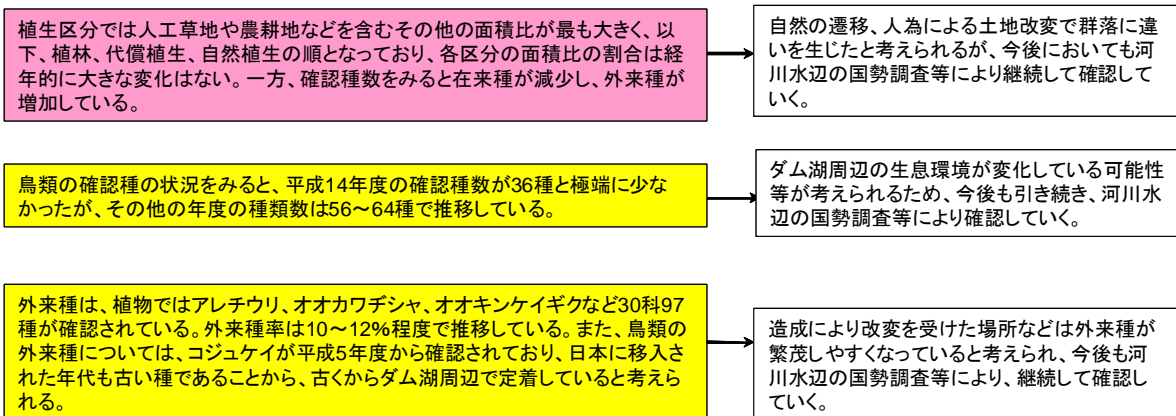 植生区分では人工草地や農耕地などを含むその他の面積比が最も大きく、以
下、植林、代償植生、自然植生の順となっており、各区分の面積比の割合は経
年的に大きな変化はない。一方、確認種数をみると在来種が減少し、外来種が
増加している。
自然の遷移、人為による土地改変で群落に違
いを生じたと考えられるが、今後においても河
川水辺の国勢調査等により継続して確認して
いく。
鳥類の確認種の状況をみると、平成14年度の確認種数が36種と極端に少な
かったが、その他の年度の種類数は56～64種で推移している。
ダム湖周辺の生息環境が変化している可能性
等が考えられるため、今後も引き続き、河川水
辺の国勢調査等により確認していく。
外来種は、植物ではアレチウリ、オオカワヂシャ、オオキンケイギクなど30科97
種が確認されている。外来種率は10～12%程度で推移している。また、鳥類の
外来種については、コジュケイが平成5年度から確認されており、日本に移入さ
れた年代も古い種であることから、古くからダム湖周辺で定着していると考えら
れる。
造成により改変を受けた場所などは外来種が
繁茂しやすくなっていると考えられ、今後も河
川水辺の国勢調査等により、継続して確認し
ていく。